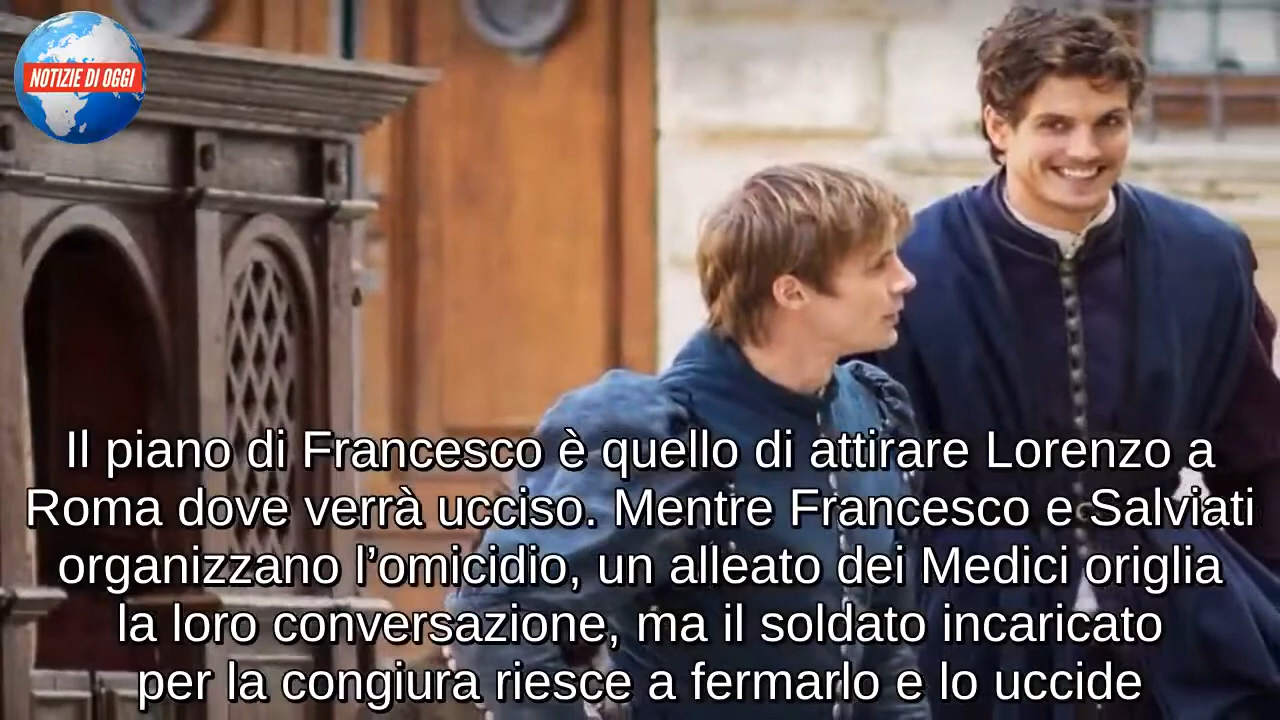 NOTIZIE DI OGGI
Il piano di Francesco è quello di attirare Lorenzo a
Roma dove verrà ucciso. Mentre Francesco e Salviati
organizzano l’omicidio, un alleato dei Medici origlia
la loro conversazione, ma il soldato incaricato
per la congiura riesce a fermarlo e lo uccide